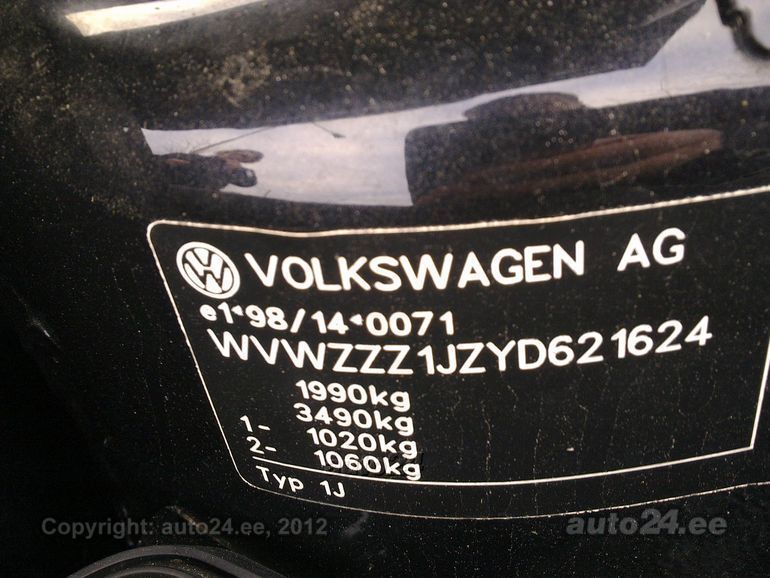 VOLKSWAGEN AG
e1*98/14*0071
WVWZZZ1JZYD621624
1990kg
3490kg
1- 1020kg
2- 1060kg
Typ 1J
Copyright: auto24.ee, 2012
auto24.ee